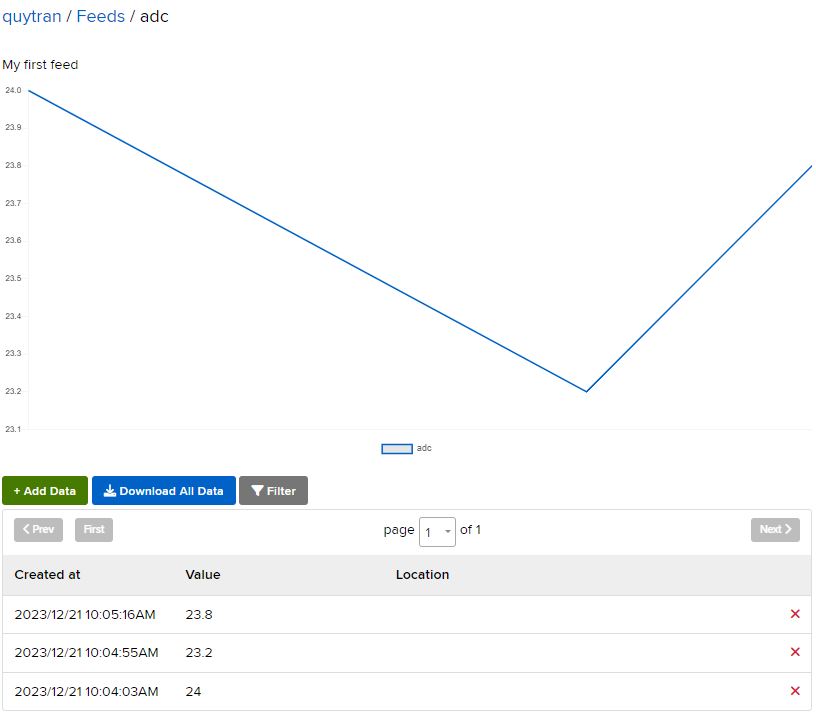 quytran / Feeds / adc
My first feed
24.0
23.9
23.8
23.7
23.6
23.5
23.4
23.3
23.2
23.1
adc
+ Add Data Download All Data Filter
Prev First page 1 of 1 Next
Created at Value Location
2023/12/21 10:05:16AM 23.8
2023/12/21 10:04:55AM 23.2
2023/12/21 10:04:03AM 24